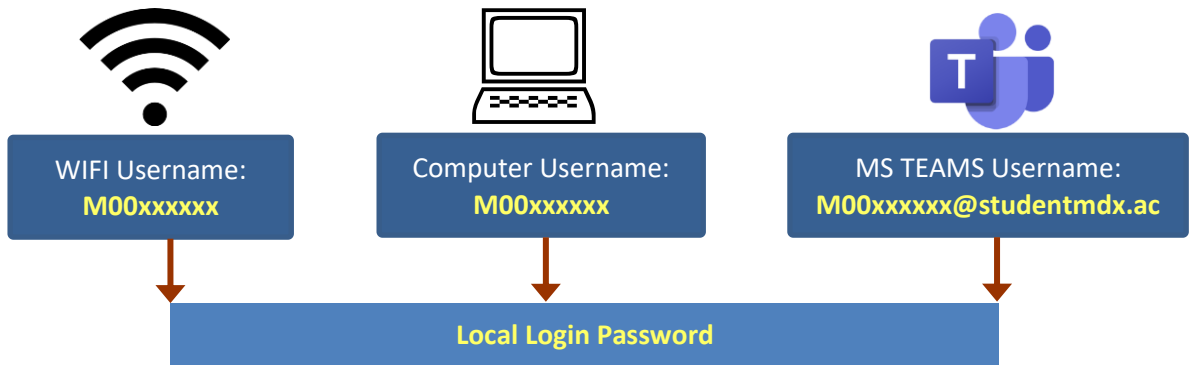 T
WIFI Username:
M00xxxxxx
Computer Username:
M00xxxxxx
MS TEAMS Username:
M00xxxxxx@studentmdx.ac
Local Login Password